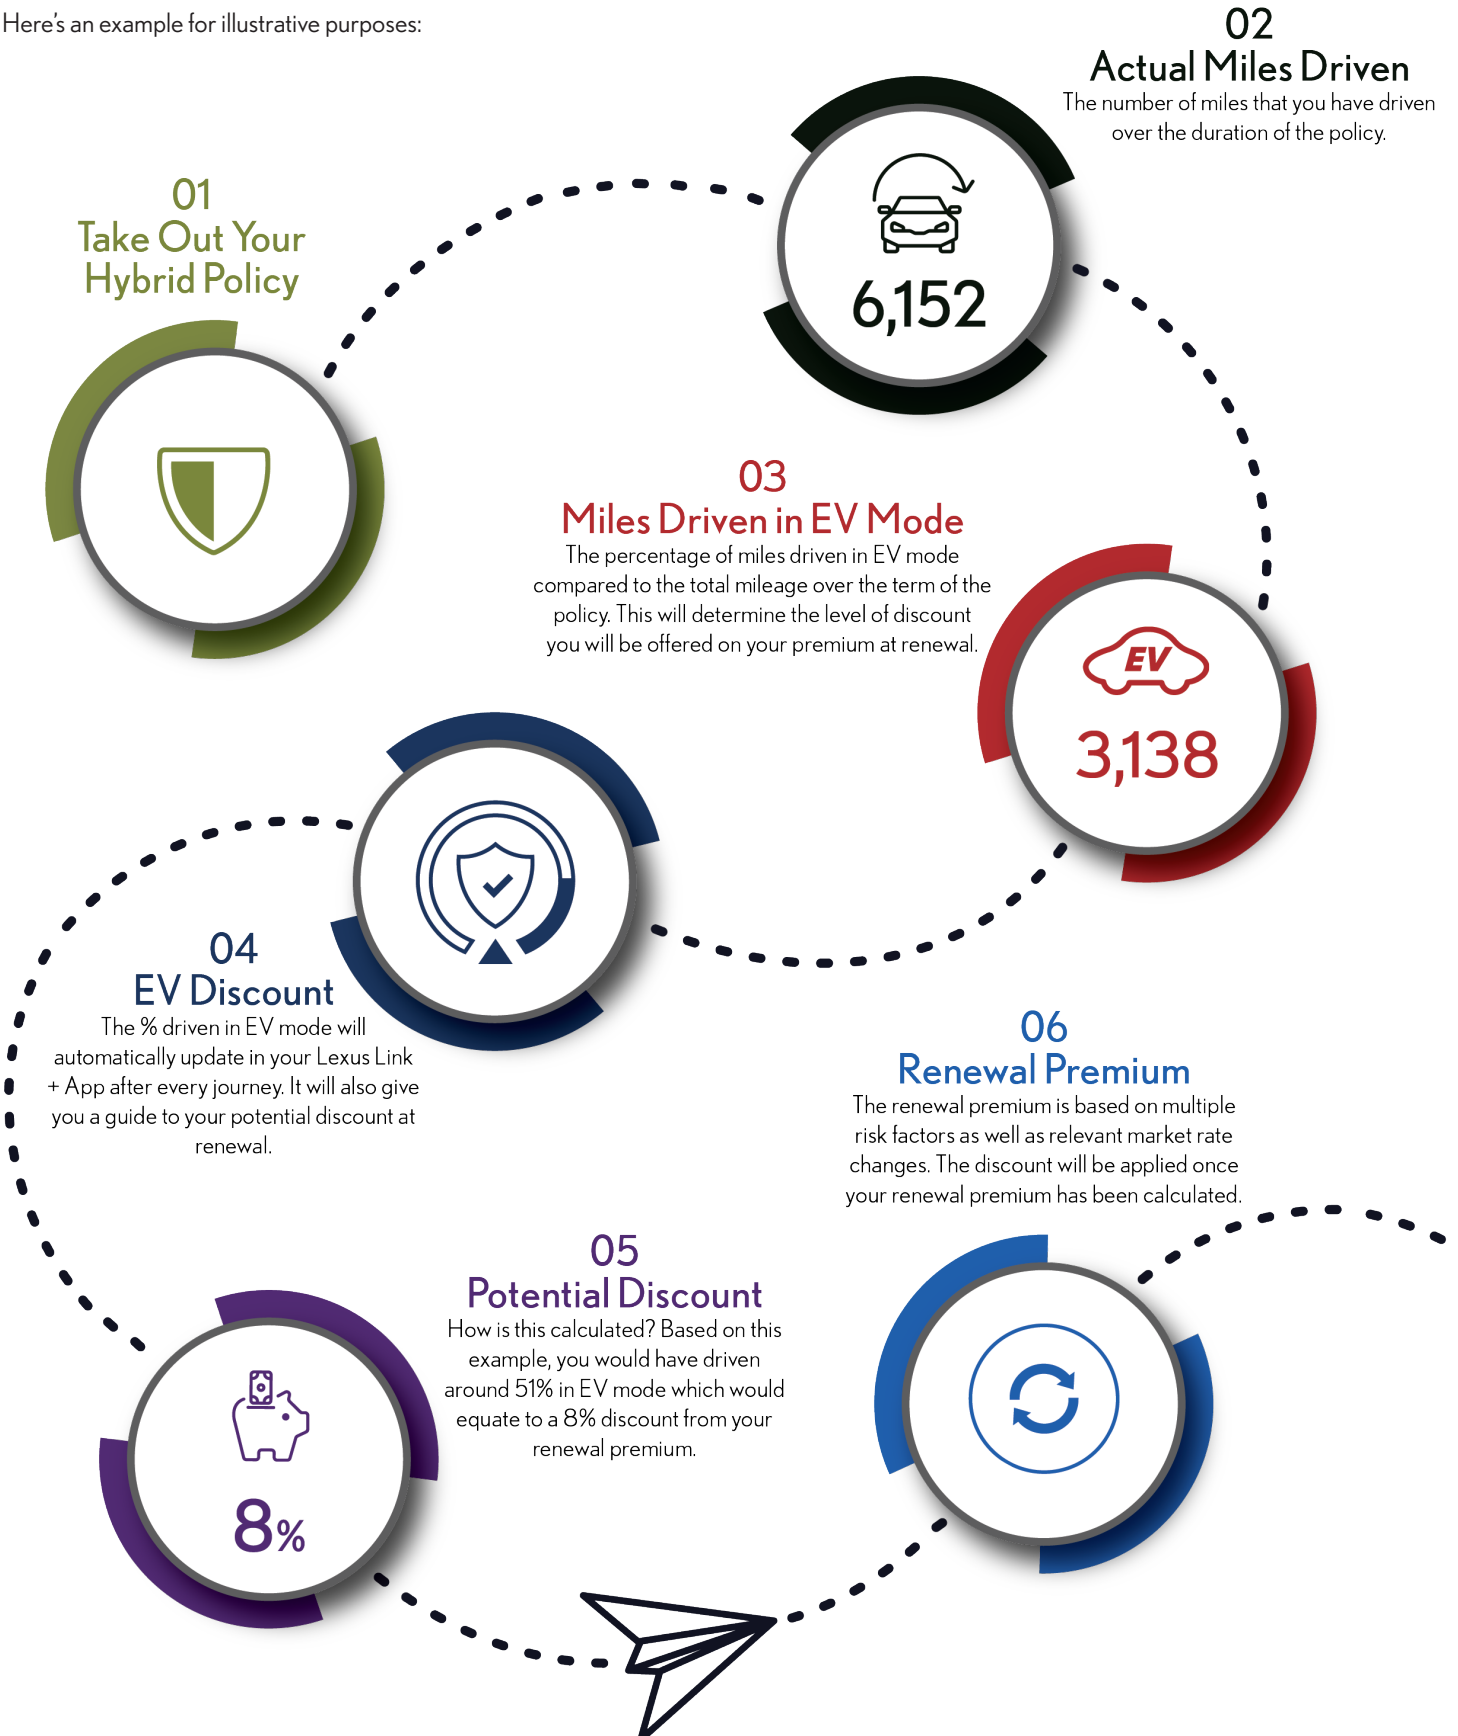 Here's an example for illustrative purposes:
01
Take Out Your
Hybrid Policy
02
Actual Miles Driven
The number of miles that you have driven
over the duration of the policy.
6,152
03
Miles Driven in EV Mode
The percentage of miles driven in EV mode
compared to the total mileage over the term of the
policy. This will determine the level of discount
you will be offered on your premium at renewal.
EV
3,138
04
EV Discount
The % driven in EV mode will
automatically update in your Lexus Link
+ App after every journey. It will also give
you a guide to your potential discount at
renewal.
05
Potential Discount
How is this calculated? Based on this
example, you would have driven
around 51% in EV mode which would
equate to a 8% discount from your
renewal premium.
8%
06
Renewal Premium
The renewal premium is based on multiple
risk factors as well as relevant market rate
changes. The discount will be applied once
your renewal premium has been calculated.